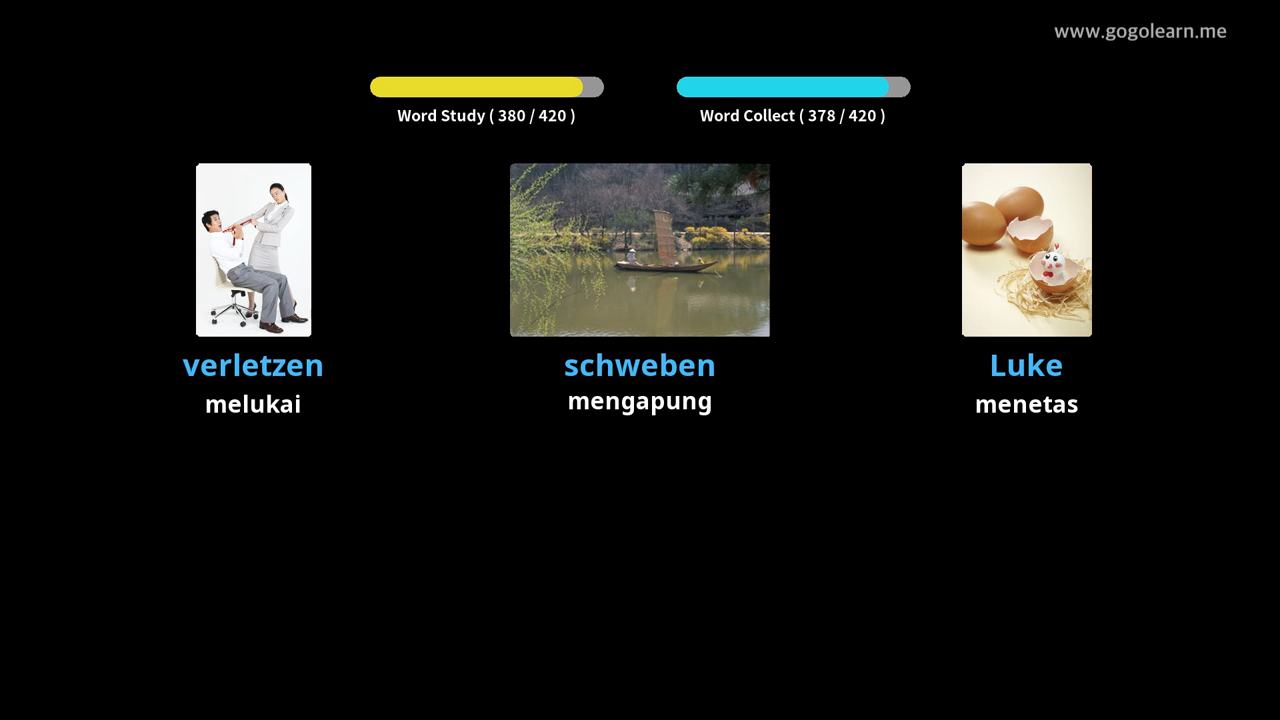 www.gogolearn.me
Word Study ( 380 / 420 )
Word Collect ( 378 / 420 )
verletzen
melukai
schweben
mengapung
Luke
menetas